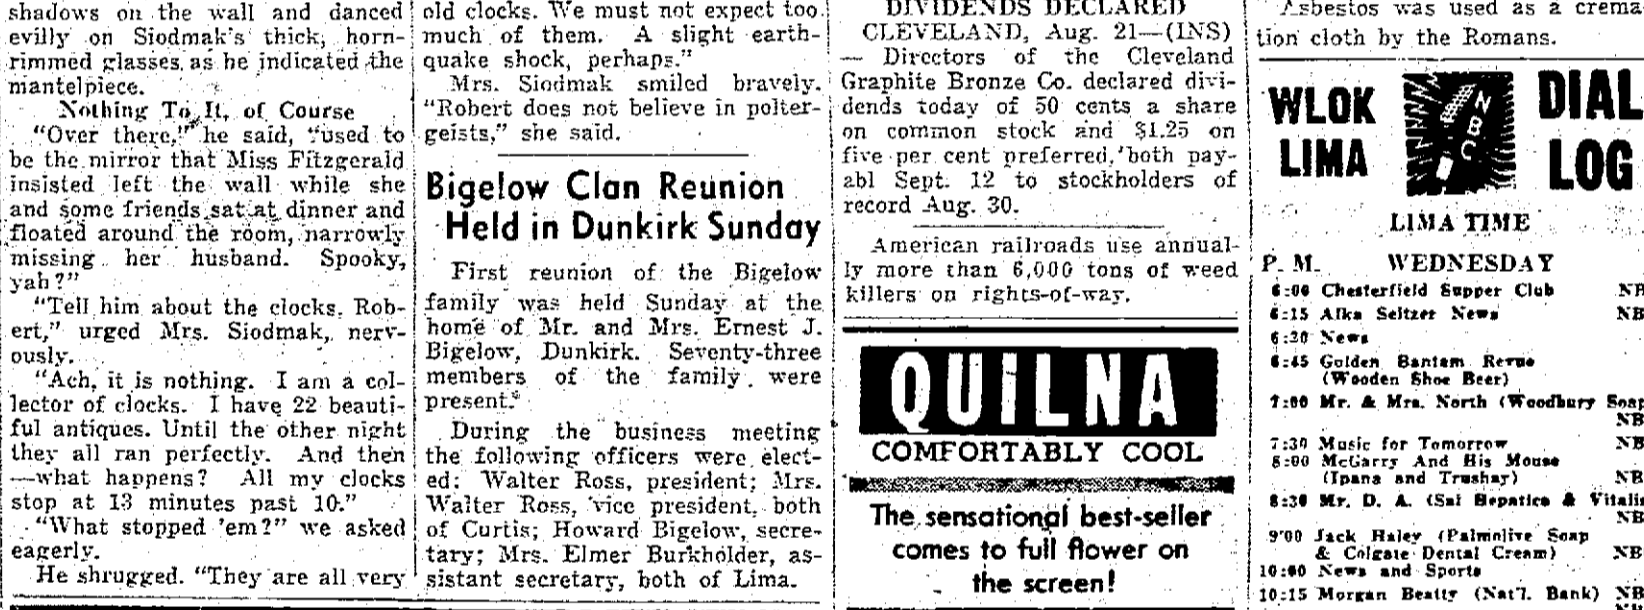 shadows on the wall and danced
evilly on Siodmak's thick, horn-
rimmed glasses as he indicated the
mantelpiece.
Nothing To It, of Course
"Over there," he said, "used to
be the mirror that Miss Fitzgerald
insisted left the wall while she
and some friends sat at dinner and
floated around the room, narrowly
missing her husband. Spooky,
yah?"
"Tell him about the clocks, Rob-
ert," urged Mrs. Siodmak, nerv-
ously.
"Ach, it is nothing. I am a col-
lector of clocks. I have 22 beauti-
ful antiques. Until the other night
they all ran perfectly. And then
—what happens? All my clocks
stop at 13 minutes past 10."
"What stopped 'em?" we asked
eagerly.
He shrugged. "They are all very
old clocks. We must not expect too
much of them. A slight earth-
quake shock, perhaps."
Mrs. Siodmak smiled bravely.
"Robert does not believe in polter-
geists," she said.
Bigelow Clan Reunion
Held in Dunkirk Sunday
First reunion of the Bigelow
family was held Sunday at the
home of Mr. and Mrs. Ernest J.
Bigelow, Dunkirk. Seventy-three
members of the family were
present.
During the business meeting
the following officers were elect-
ed: Walter Ross, president; Mrs.
Walter Ross, vice president, both
of Curtis; Howard Bigelow, secre-
tary; Mrs. Elmer Burkholder, as-
sistant secretary, both of Lima.
DIVIDENDS DECLARED
CLEVELAND, Aug. 21—(INS)
— Directors of the Cleveland
Graphite Bronze Co. declared divi-
dends today of 50 cents a share
on common stock and $1.25 on
five per cent preferred, both pay-
abl Sept. 12 to stockholders of
record Aug. 30.
American railroads use annual-
ly more than 6,000 tons of weed
killers on rights-of-way.
QUILNA
COMFORTABLY COOL
The sensational best-seller
comes to full flower on
the screen!
Asbestos was used as a crema-
tion cloth by the Romans.
WLOK
LIMA
NBC
DIAL
LOG
LIMA TIME
P. M. WEDNESDAY
6:00 Chesterfield Supper Club NB
6:15 Alka Seltzer News NB
6:30 News
6:45 Golden Bantam Revue
(Wooden Shoe Beer)
7:00 Mr. & Mrs. North (Woodbury Soap
NB
7:30 Music for Tomorrow NB
8:00 McGarry And His Mouse
(Ipana and Trushay) NB
8:30 Mr. D. A. (Sal Hepatica & Vitalis
NB
9:00 Jack Haley (Palmolive Soap
& Colgate Dental Cream) NB
10:00 News and Sports
10:15 Morgan Beatty (Nat'l. Bank) NB